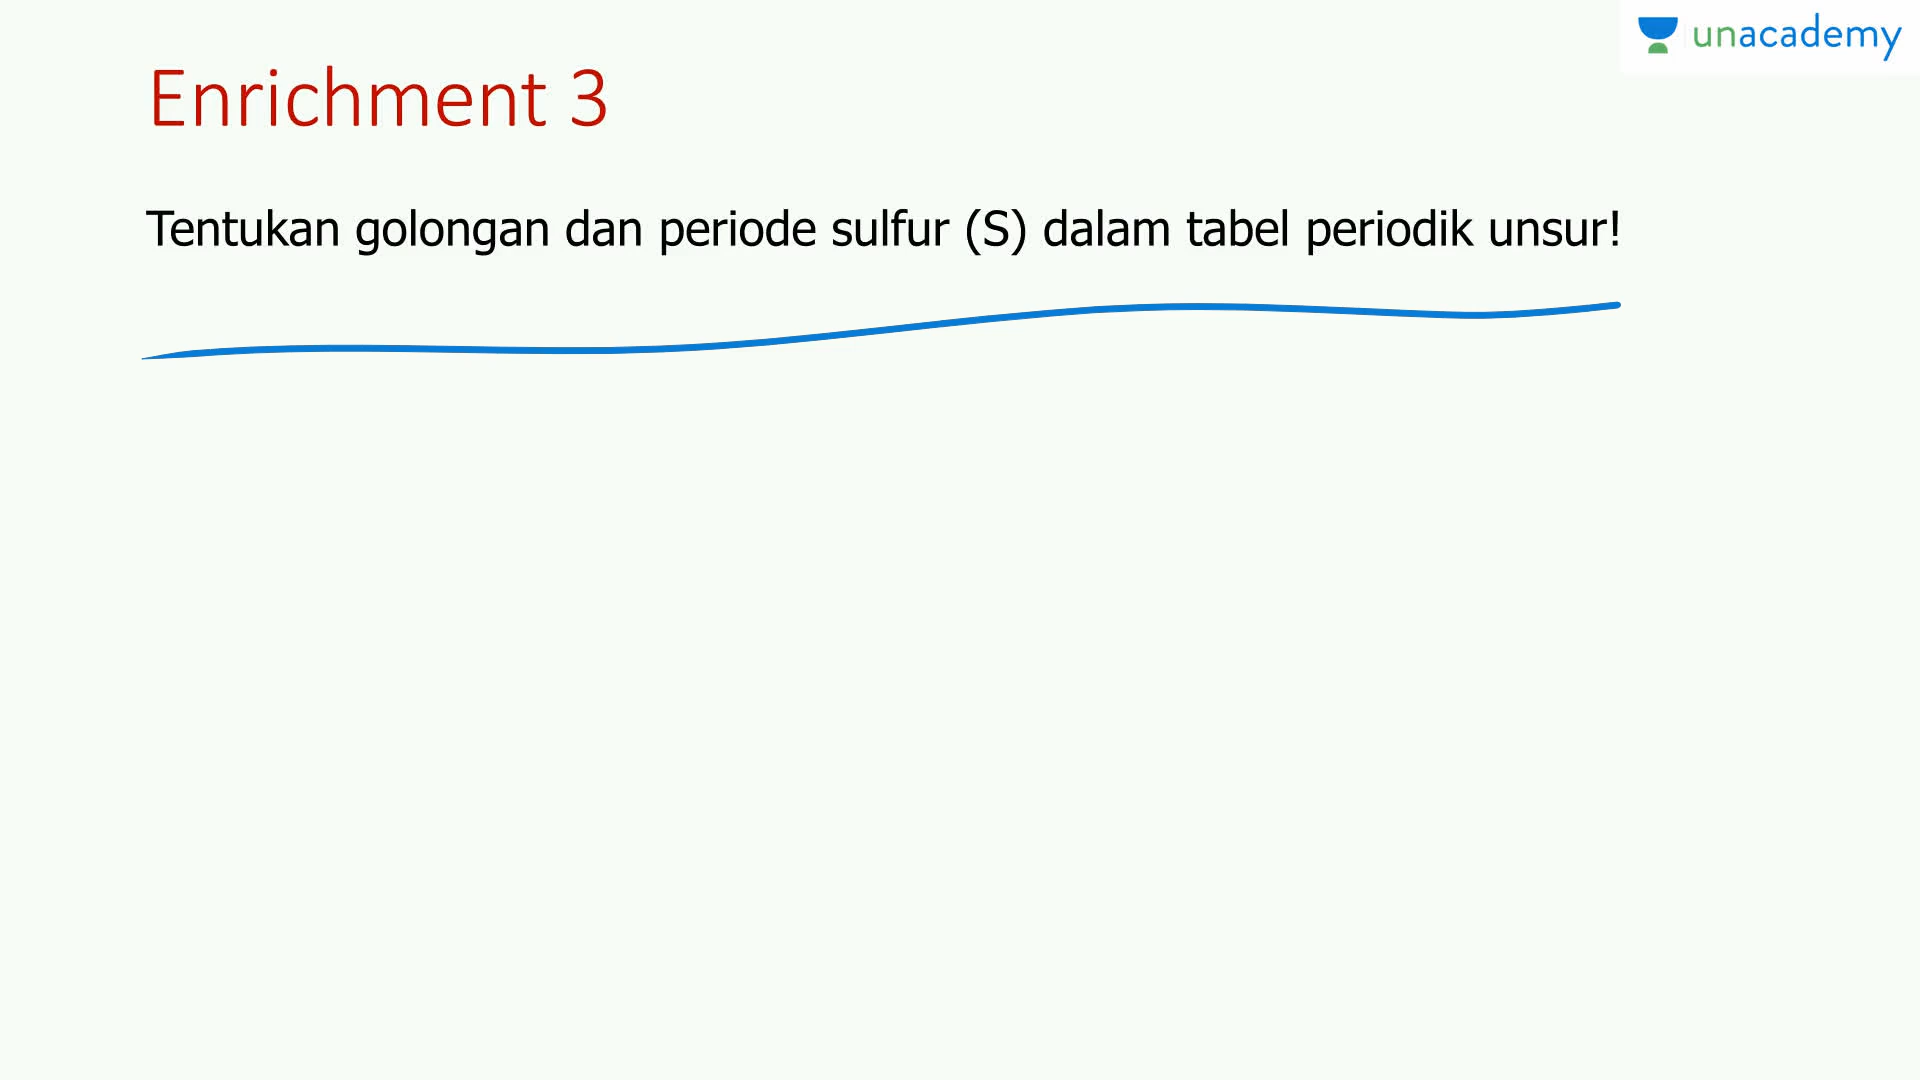 unacademy
Enrichment 3
Tentukan golongan dan periode sulfur (S) dalam tabel periodik unsur!